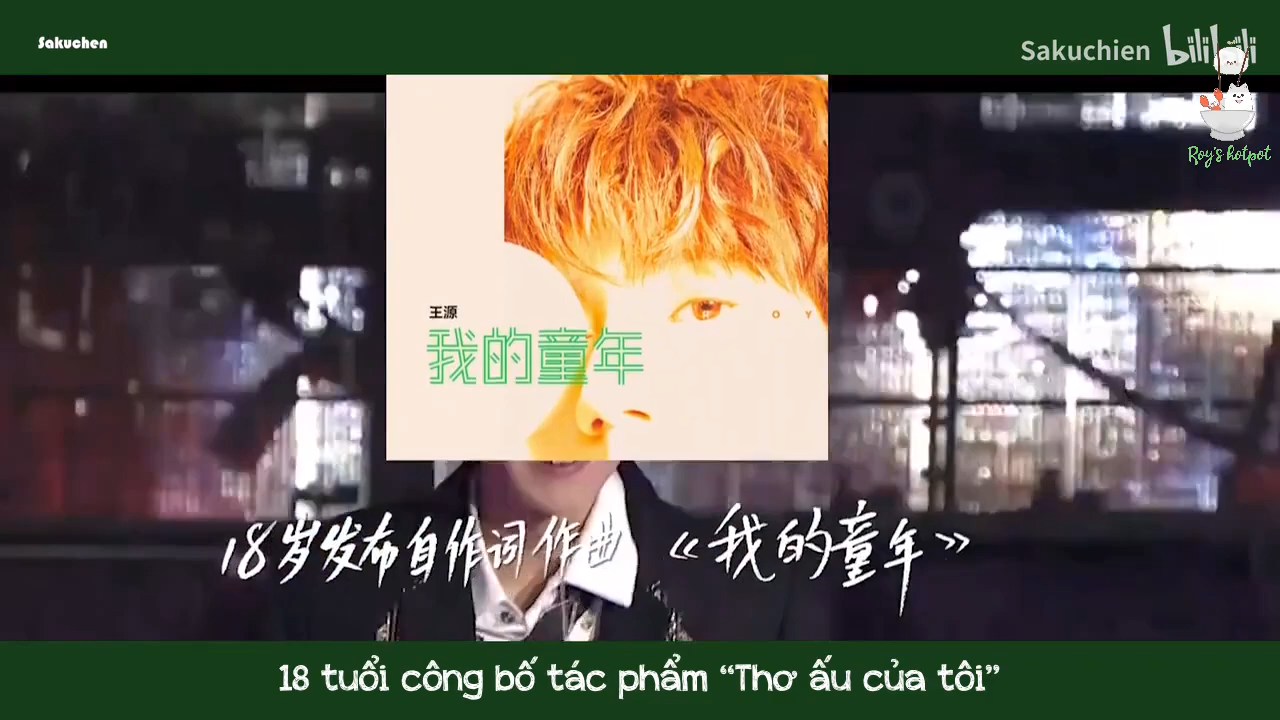 Sakuchen
Sakuchien bilibili
Roy's hotpot
王源
O Y
我的童年
18岁发布自作词作曲 《我的童年》
18 tuổi công bố tác phẩm “Thơ ấu của tôi”